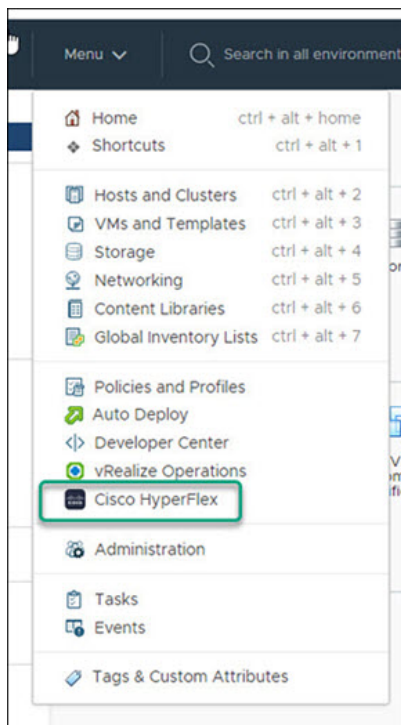 Menu
Search in all environment
Home ctrl + alt + home
Shortcuts ctrl + alt + 1
Hosts and Clusters ctrl + alt + 2
VMs and Templates ctrl + alt + 3
Storage ctrl + alt + 4
Networking ctrl + alt + 5
Content Libraries ctrl + alt + 6
Global Inventory Lists ctrl + alt + 7
Policies and Profiles
Auto Deploy
Developer Center
vRealize Operations
Cisco HyperFlex
Administration
Tasks
Events
Tags & Custom Attributes